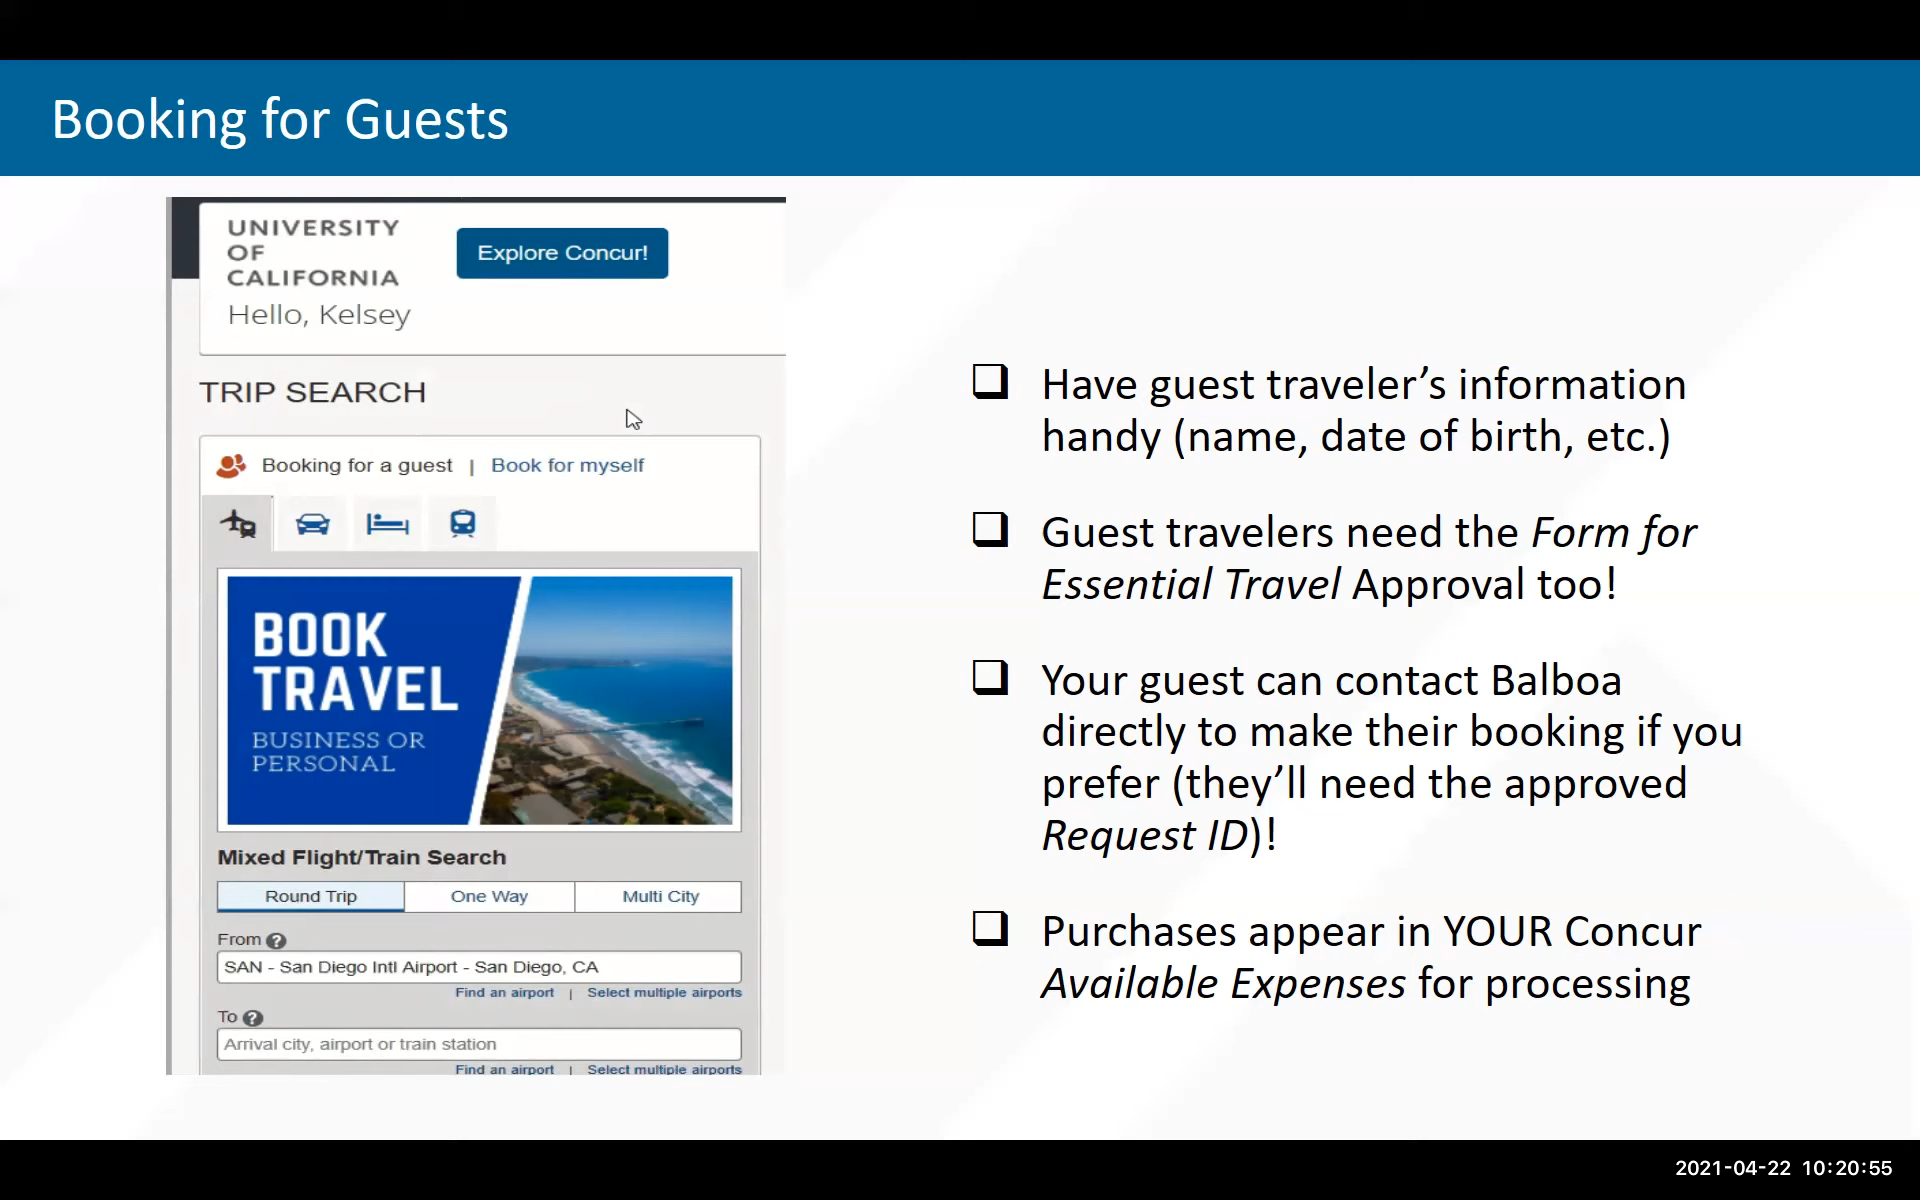 Booking for Guests
UNIVERSITY
OF
CALIFORNIA
Explore Concur!
Hello, Kelsey
TRIP SEARCH
Booking for a guest | Book for myself
BOOK
TRAVEL
BUSINESS OR
PERSONAL
Mixed Flight/Train Search
Round Trip One Way Multi City
From ?
SAN - San Diego Intl Airport - San Diego, CA
Find an airport | Select multiple airports
To ?
Arrival city, airport or train station
Find an airport | Select multiple airports
Have guest traveler’s information
handy (name, date of birth, etc.)
Guest travelers need the Form for
Essential Travel Approval too!
Your guest can contact Balboa
directly to make their booking if you
prefer (they’ll need the approved
Request ID)!
Purchases appear in YOUR Concur
Available Expenses for processing
2021-04-22 10:20:55